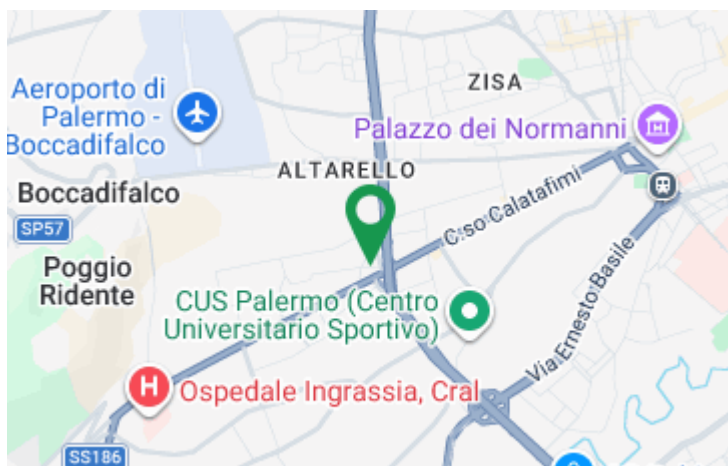 ZISA
Aeroporto di
Palermo -
Boccadifalco
Palazzo dei Normanni
ALTARELLO
Boccadifalco
SP57
C.so Calatafimi
Poggio
Ridente
Via Ernesto Basile
CUS Palermo (Centro
Universitario Sportivo)
H
Ospedale Ingrassia, Cral
SS186